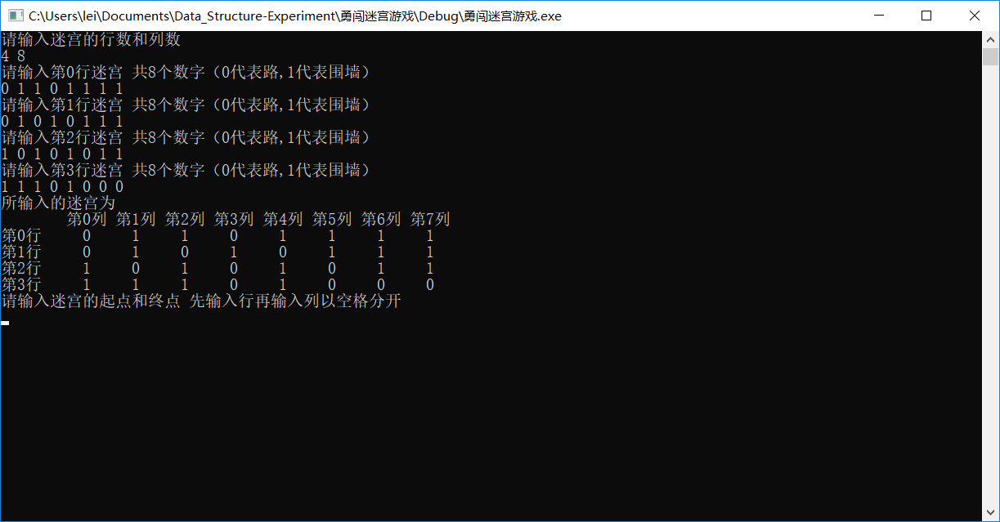 C:\Users\lei\Documents\Data_Structure-Experiment\勇闯迷宫游戏\Debug\勇闯迷宫游戏.exe
请输入迷宫的行数和列数
4 8
请输入第0行迷宫 共8个数字（0代表路,1代表围墙）
0 1 1 0 1 1 1 1
请输入第1行迷宫 共8个数字（0代表路,1代表围墙）
0 1 0 1 0 1 1 1
请输入第2行迷宫 共8个数字（0代表路,1代表围墙）
1 0 1 0 1 0 1 1
请输入第3行迷宫 共8个数字（0代表路,1代表围墙）
1 1 1 0 1 0 0 0
所输入的迷宫为
第0列 第1列 第2列 第3列 第4列 第5列 第6列 第7列
第0行 0 1 1 0 1 1 1 1
第1行 0 1 0 1 0 1 1 1
第2行 1 0 1 0 1 0 1 1
第3行 1 1 1 0 1 0 0 0
请输入迷宫的起点和终点 先输入行再输入列以空格分开